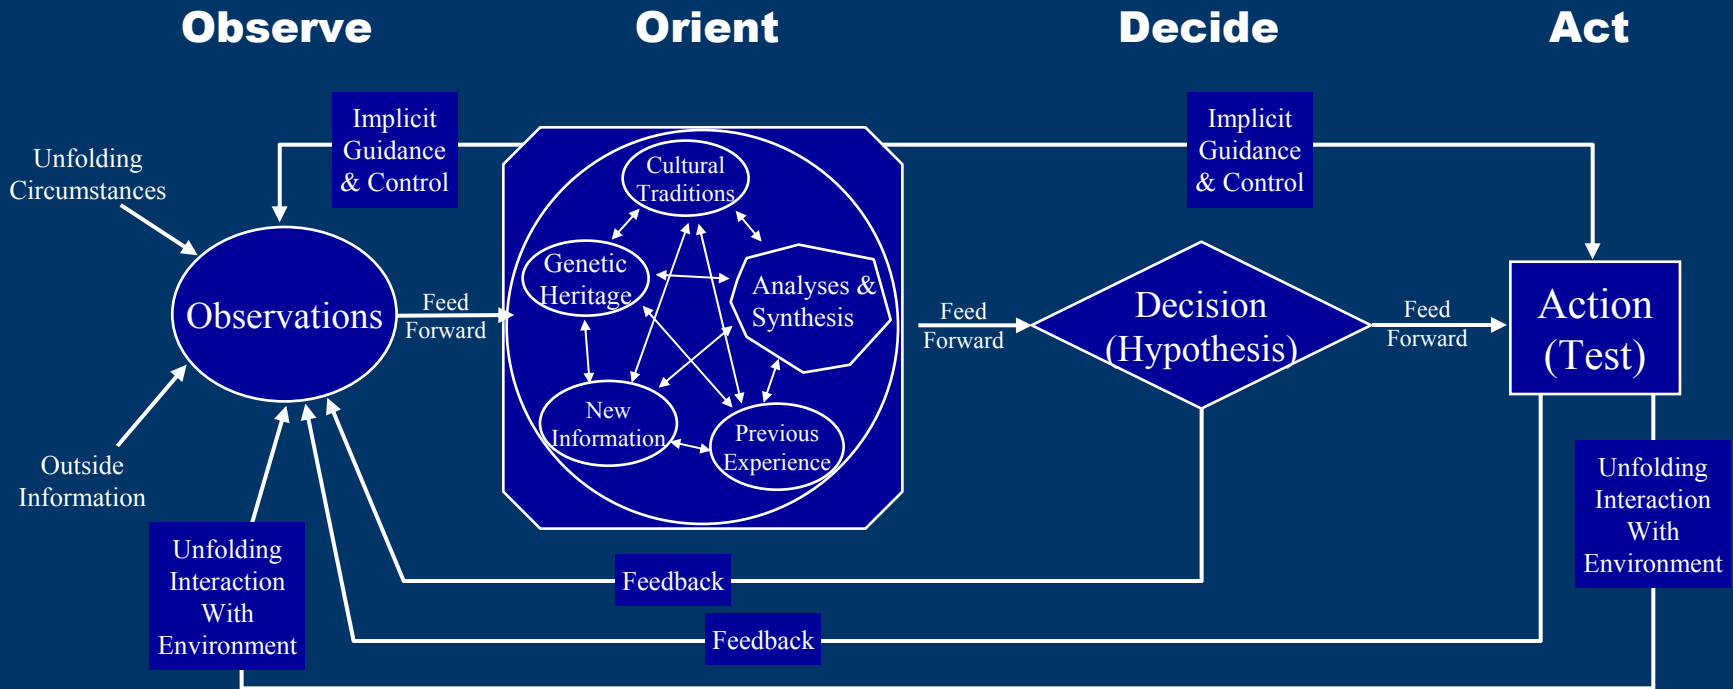 Observe
Orient
Decide
Act
Implicit
Guidance
& Control
Implicit
Guidance
& Control
Unfolding
Circumstances
Cultural
Traditions
Genetic
Heritage
Analyses &
Synthesis
Observations
Feed
Forward
Feed
Forward
Decision
(Hypothesis)
Feed
Forward
Action
(Test)
New
Information
Previous
Experience
Outside
Information
Unfolding
Interaction
With
Environment
Unfolding
Interaction
With
Environment
Feedback
Feedback